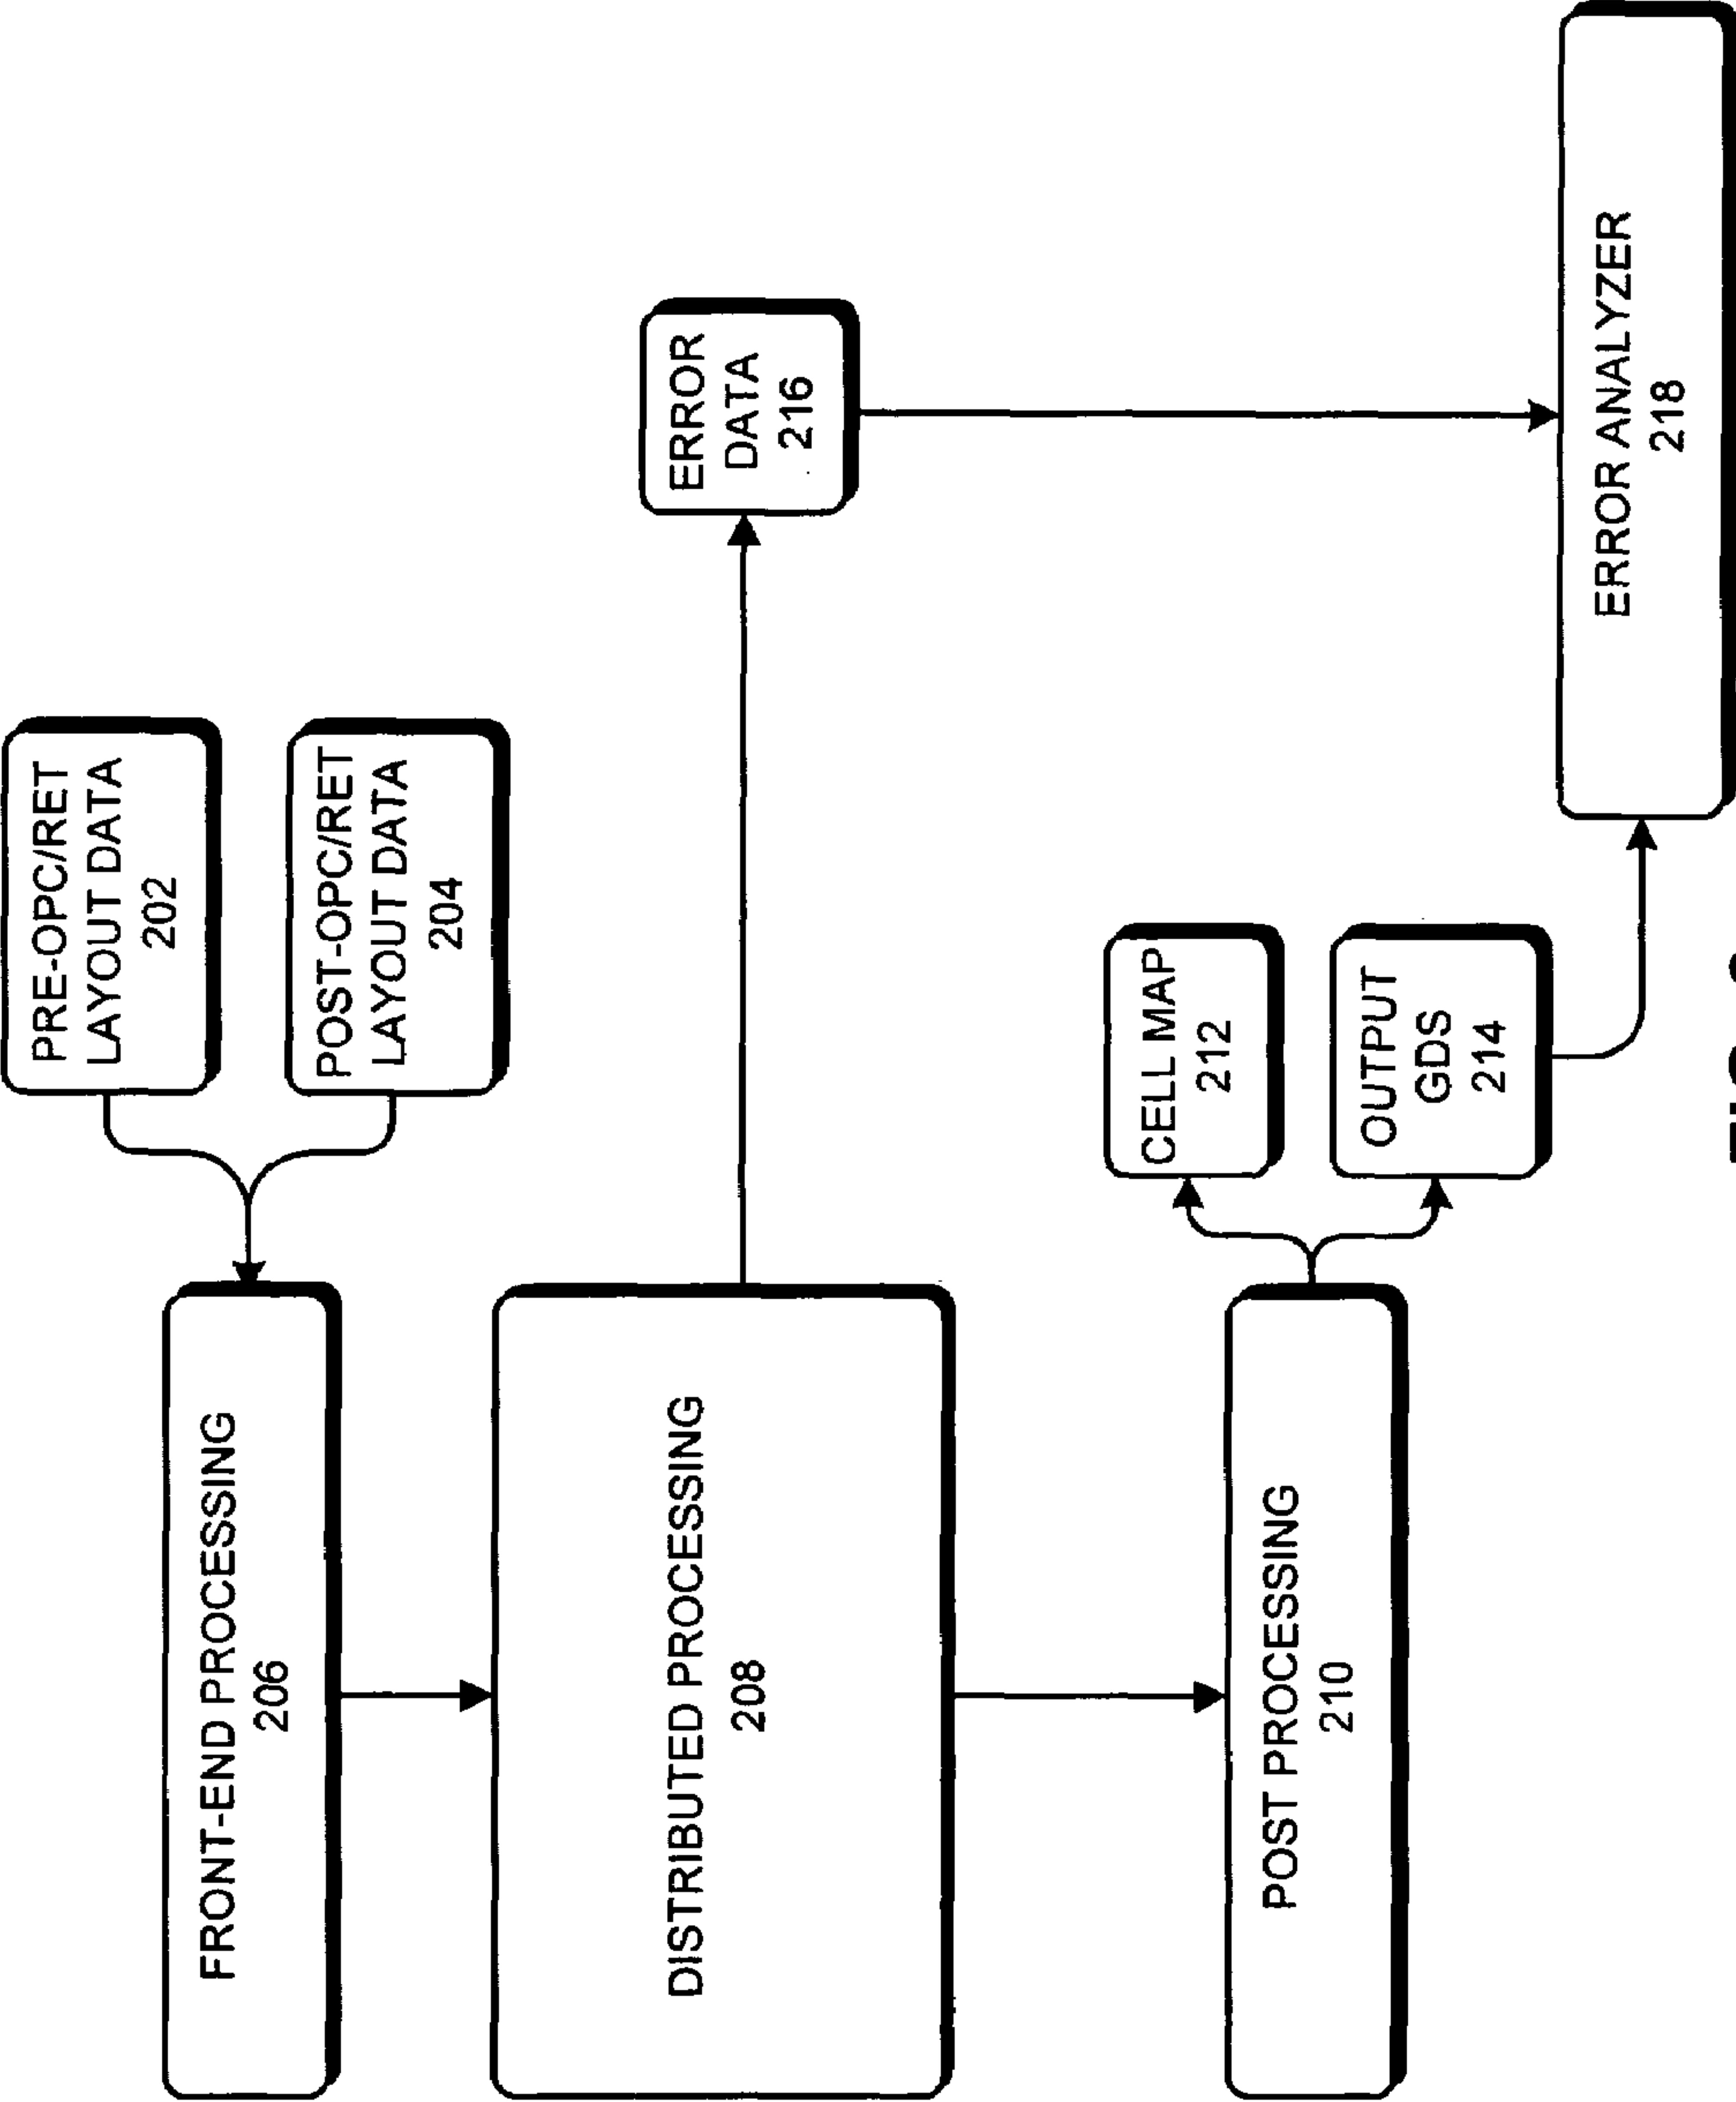 PRE-OPC/RET
LAYOUT DATA
202
POST-OPC/RET
LAYOUT DATA
204
FRONT-END PROCESSING
206
DISTRIBUTED PROCESSING
208
ERROR
DATA
216
POST PROCESSING
210
CELL MAP
212
OUTPUT
GDS
214
ERROR ANALYZER
218